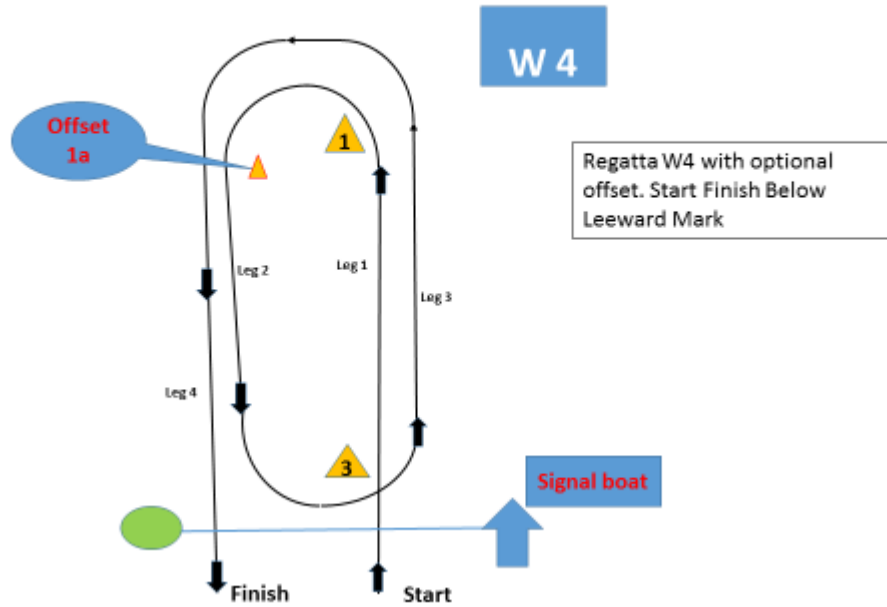 W 4
Offset
1a
1
Regatta W4 with optional
offset. Start Finish Below
Leeward Mark
Leg 2
Leg 1
Leg 3
Leg 4
3
Signal boat
Finish
Start